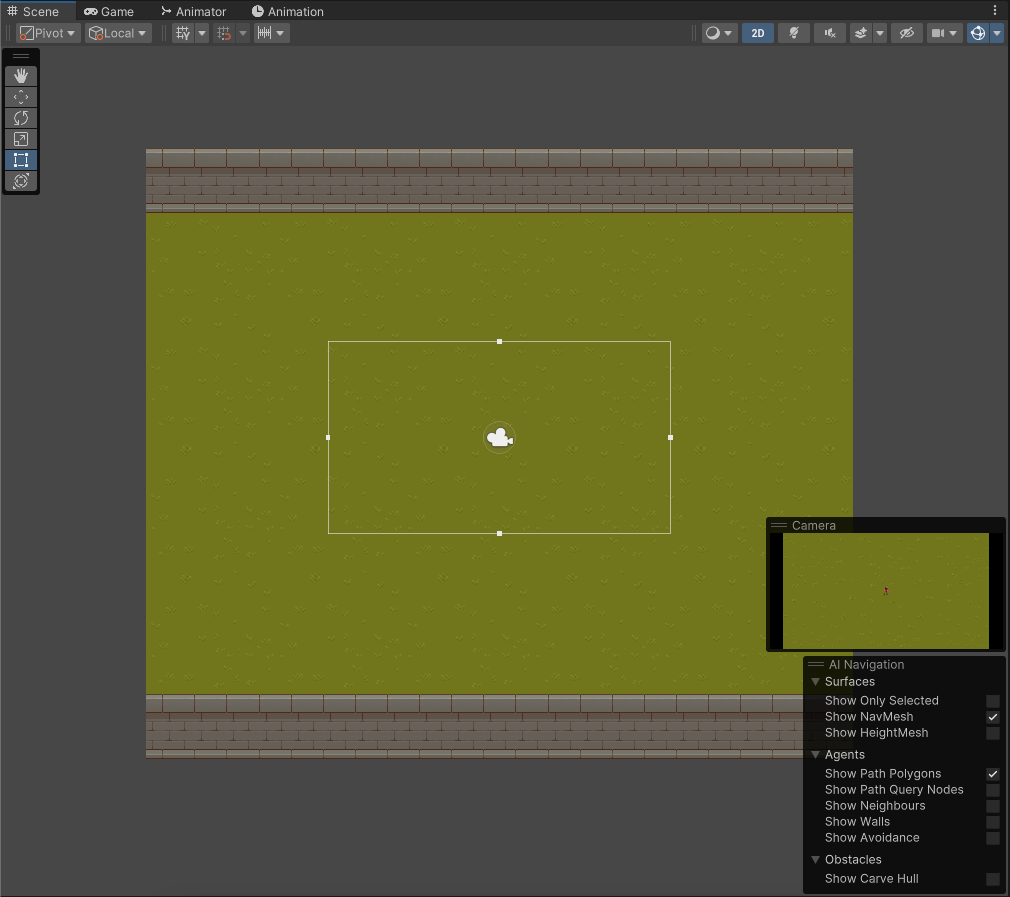 Scene Game Animator Animation
Pivot Local 2D
Camera
AI Navigation
Surfaces
Show Only Selected
Show NavMesh
Show HeightMesh
Agents
Show Path Polygons
Show Path Query Nodes
Show Neighbours
Show Walls
Show Avoidance
Obstacles
Show Carve Hull